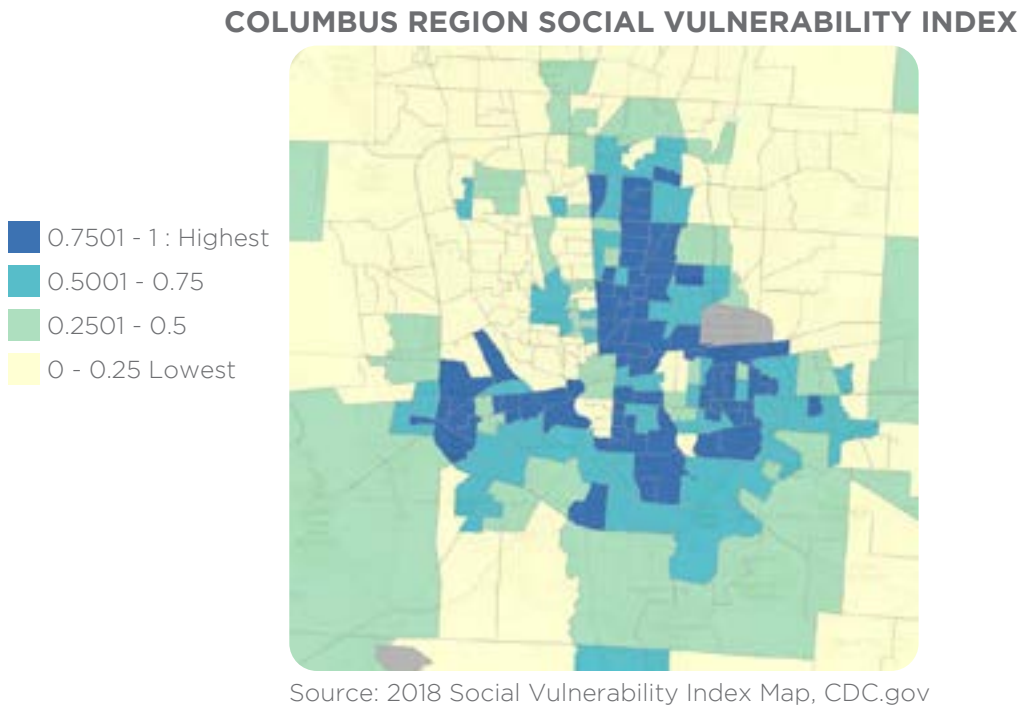 COLUMBUS REGION SOCIAL VULNERABILITY INDEX
0.7501 - 1 : Highest
0.5001 - 0.75
0.2501 - 0.5
0 - 0.25 Lowest
Source: 2018 Social Vulnerability Index Map, CDC.gov